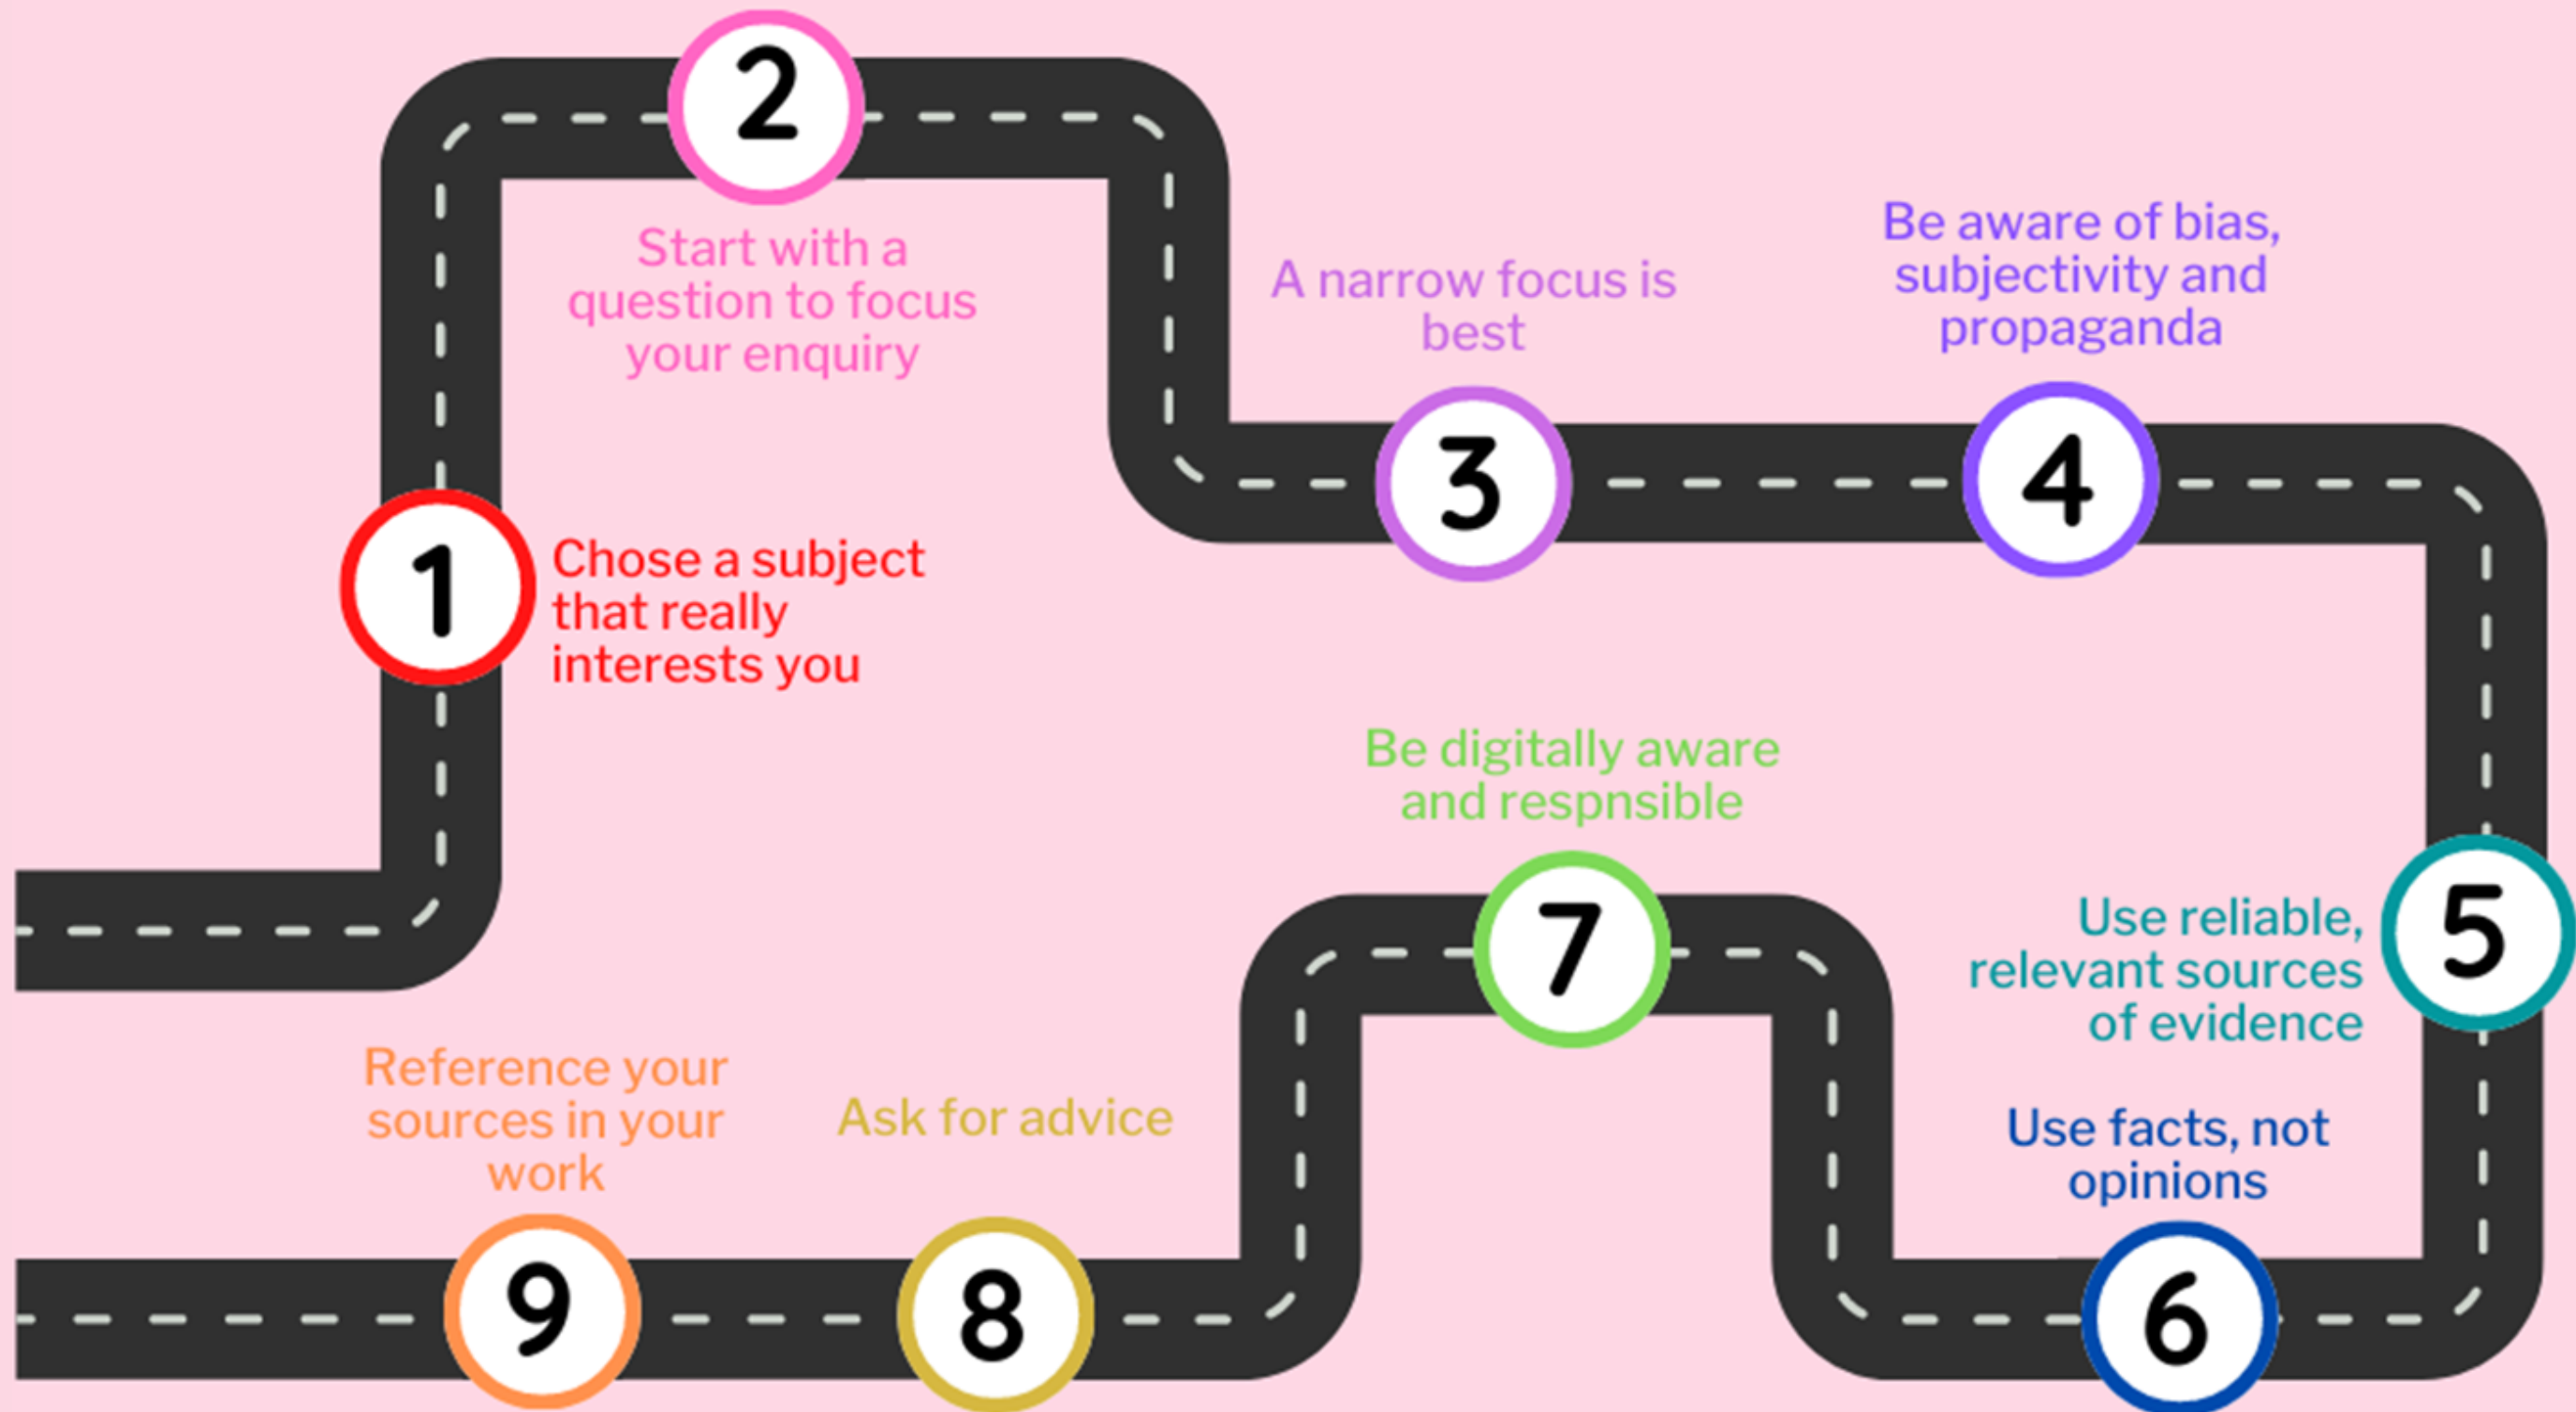 1
Chose a subject
that really
interests you
2
Start with a
question to focus
your enquiry
3
A narrow focus is
best
4
Be aware of bias,
subjectivity and
propaganda
5
Use reliable,
relevant sources
of evidence
6
Use facts, not
opinions
7
Be digitally aware
and respnsible
8
Ask for advice
9
Reference your
sources in your
work